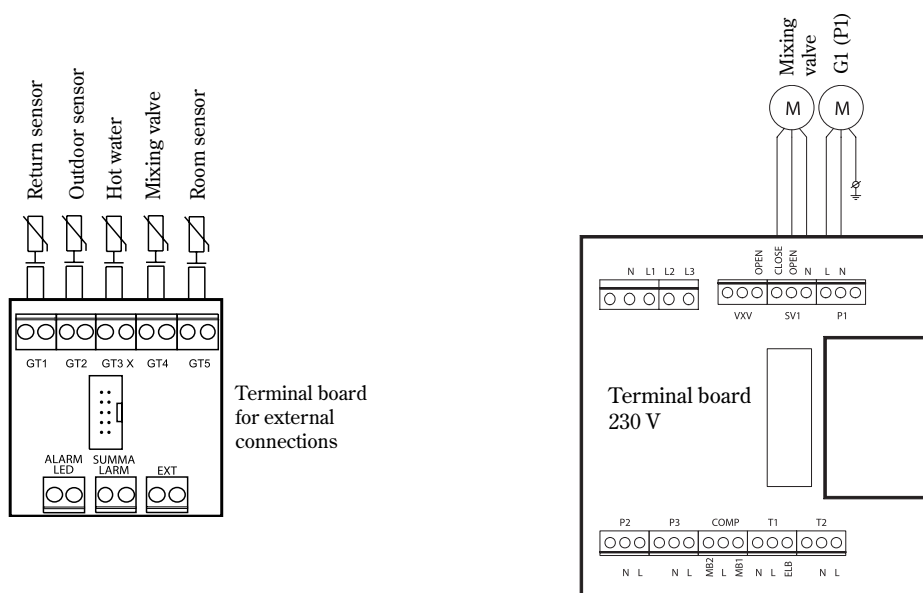 Return sensor
Outdoor sensor
Hot water
Mixing valve
Room sensor
GT1 GT2 GT3 X GT4 GT5
ALARM
LED
SUMMA
LARM
EXT
Terminal board
for external
connections
Mixing
valve
G1 (P1)
M M
OPEN
CLOSE
OPEN
N L1 L2 L3
N L N
VXV SV1 P1
Terminal board
230 V
P2 P3 COMP T1 T2
N L N L MB2 L MB1 N L ELB N L